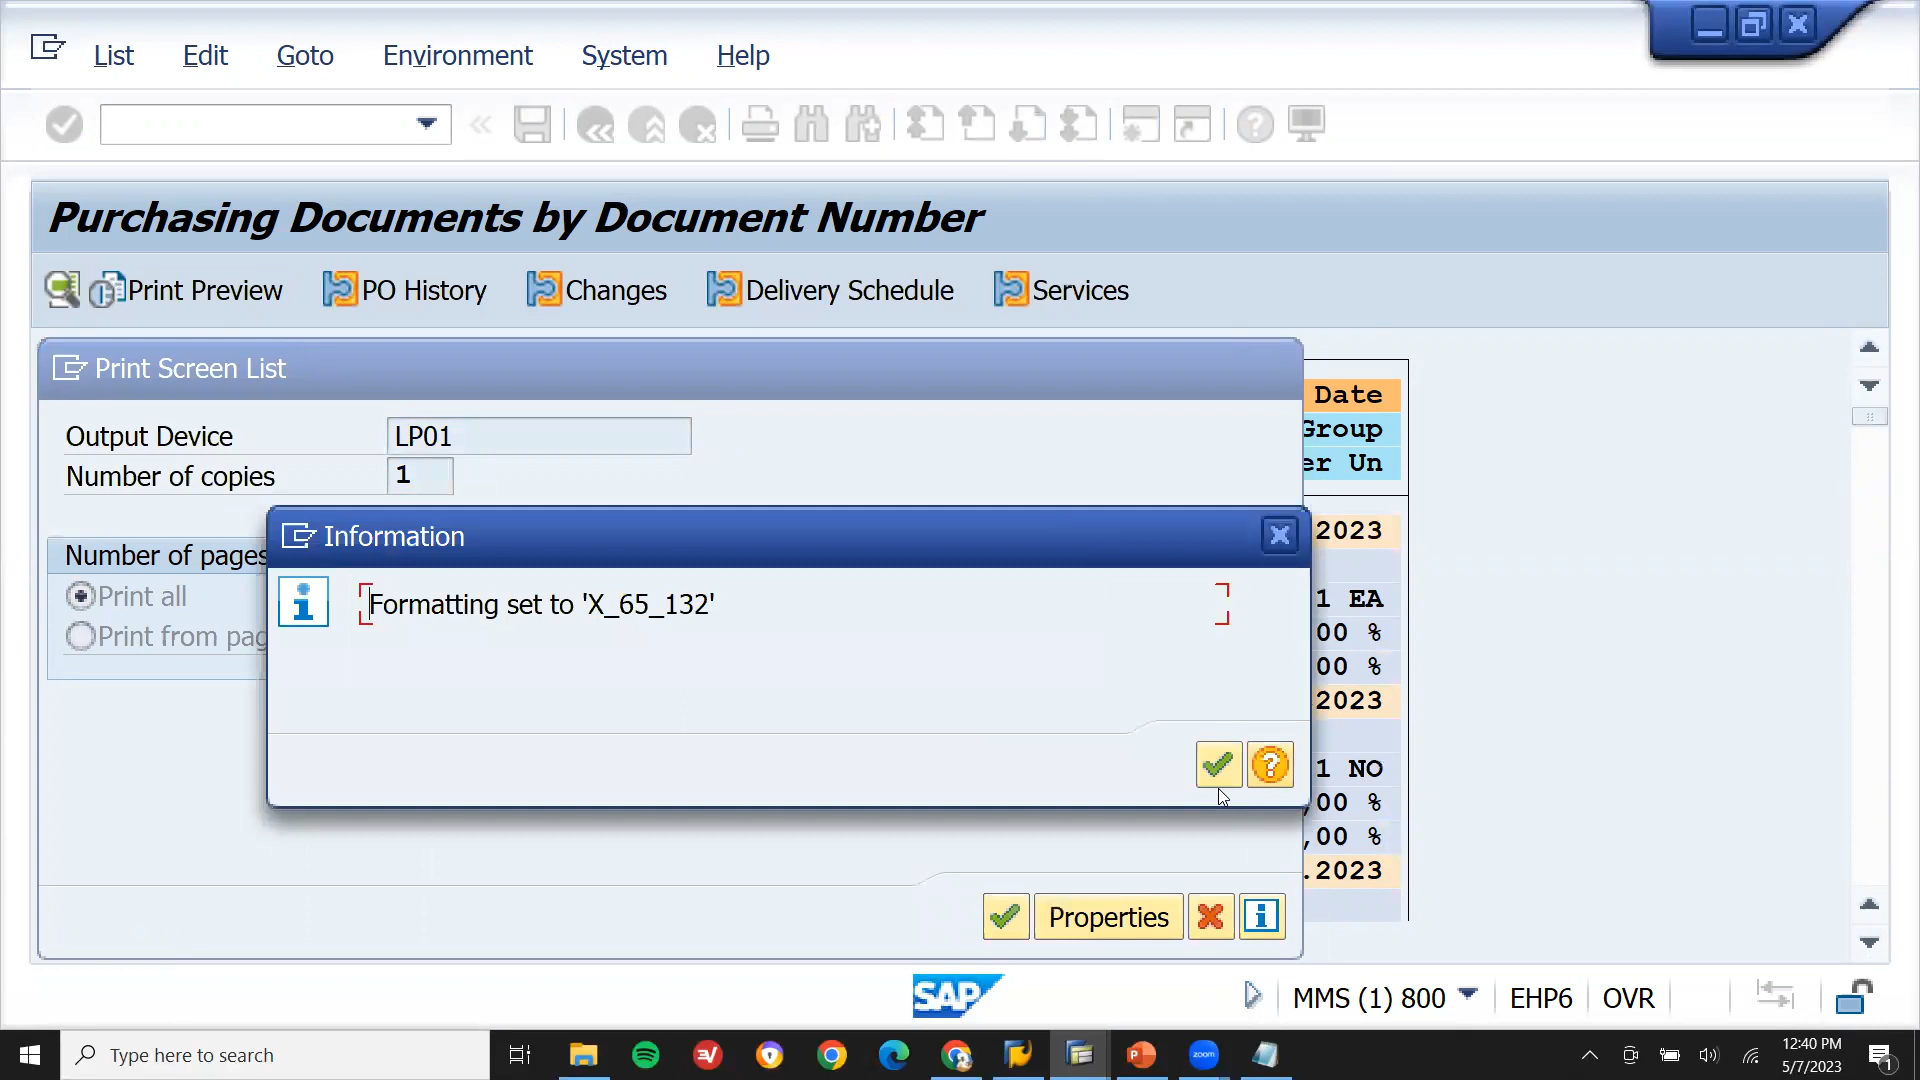 List Edit Goto Environment System Help
Purchasing Documents by Document Number
Print Preview PO History Changes Delivery Schedule Services
Print Screen List
Output Device LP01
Number of copies 1
Number of pages
Print all
Print from pag
Information
Formatting set to 'X_65_132'
Properties
Date
Group
er Un
2023
1 EA
00 %
00 %
2023
1 NO
,00 %
,00 %
.2023
SAP MMS (1) 800 EHP6 OVR
Type here to search
zoom
12:40 PM
5/7/2023
1